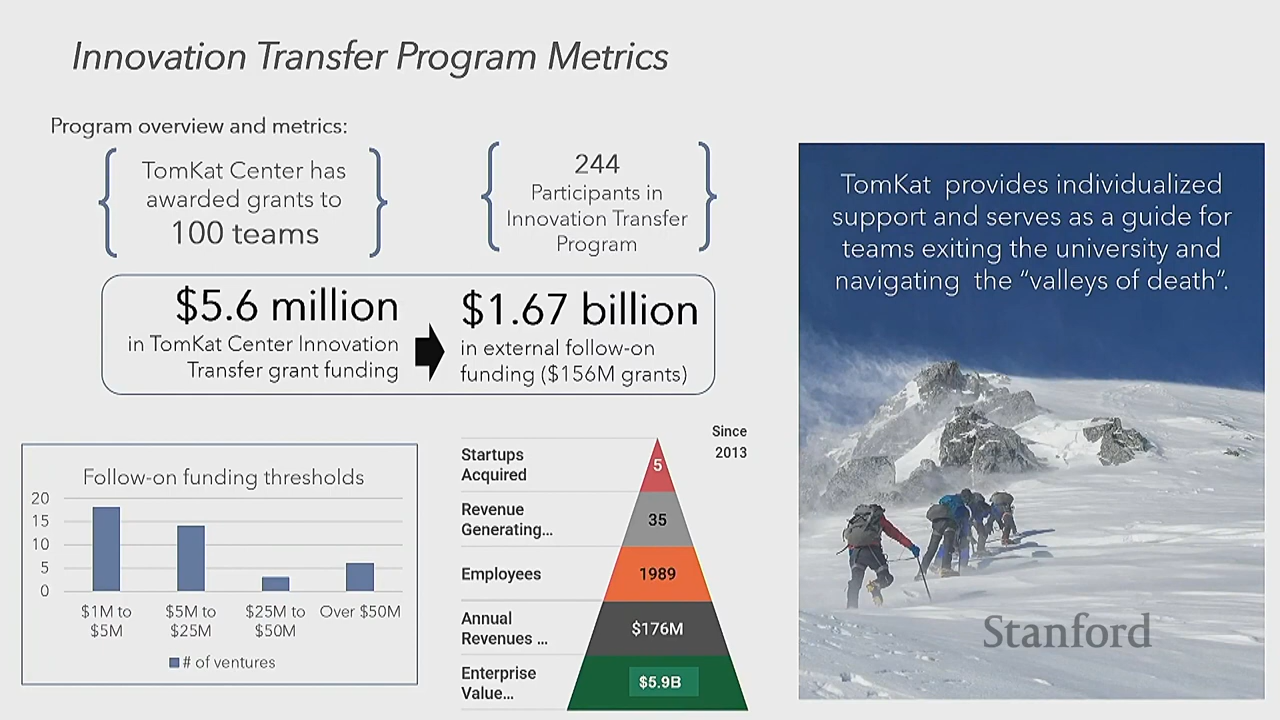 Innovation Transfer Program Metrics
Program overview and metrics:
TomKat Center has
awarded grants to
100 teams
244
Participants in
Innovation Transfer
Program
$5.6 million
in TomKat Center Innovation
Transfer grant funding
$1.67 billion
in external follow-on
funding ($156M grants)
Follow-on funding thresholds
20
15
10
5
0
$1M to
$5M
$5M to
$25M
$25M to
$50M
Over $50M
# of ventures
Since
2013
Startups
Acquired
5
Revenue
Generating...
35
Employees
1989
Annual
Revenues ...
$176M
Enterprise
Value...
$5.9B
TomKat provides individualized
support and serves as a guide for
teams exiting the university and
navigating the “valleys of death”.
Stanford